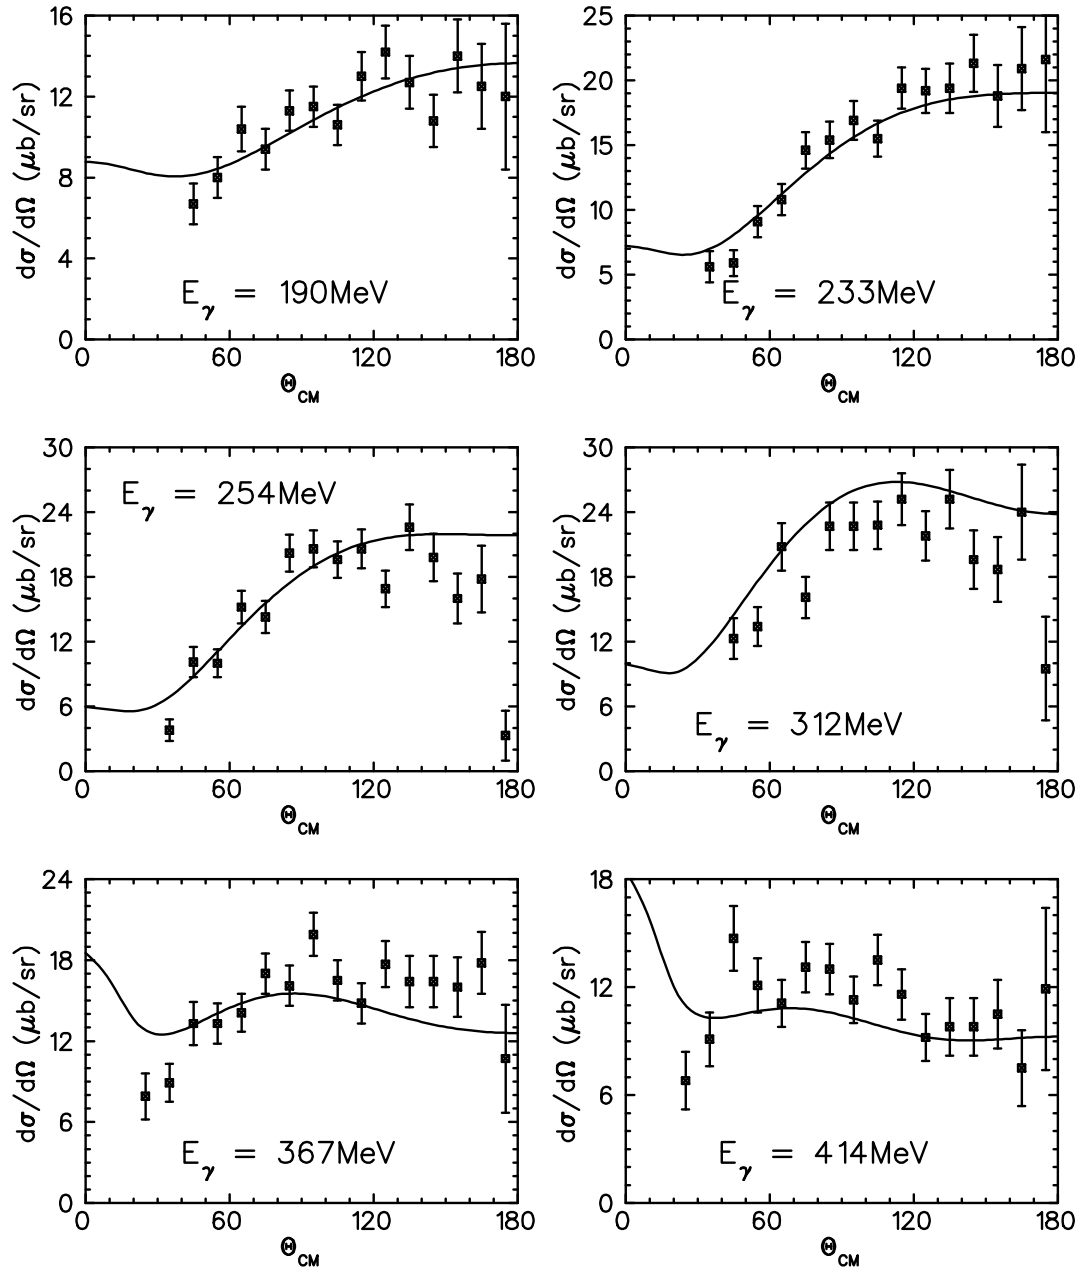 16
12
8
4
0
dσ/dΩ (μb/sr)
E_γ = 190MeV
0 60 120 180
Θ_CM
25
20
15
10
5
0
dσ/dΩ (μb/sr)
E_γ = 233MeV
0 60 120 180
Θ_CM
30
24
18
12
6
0
dσ/dΩ (μb/sr)
E_γ = 254MeV
0 60 120 180
Θ_CM
30
24
18
12
6
0
dσ/dΩ (μb/sr)
E_γ = 312MeV
0 60 120 180
Θ_CM
24
18
12
6
0
dσ/dΩ (μb/sr)
E_γ = 367MeV
0 60 120 180
Θ_CM
18
12
6
0
dσ/dΩ (μb/sr)
E_γ = 414MeV
0 60 120 180
Θ_CM